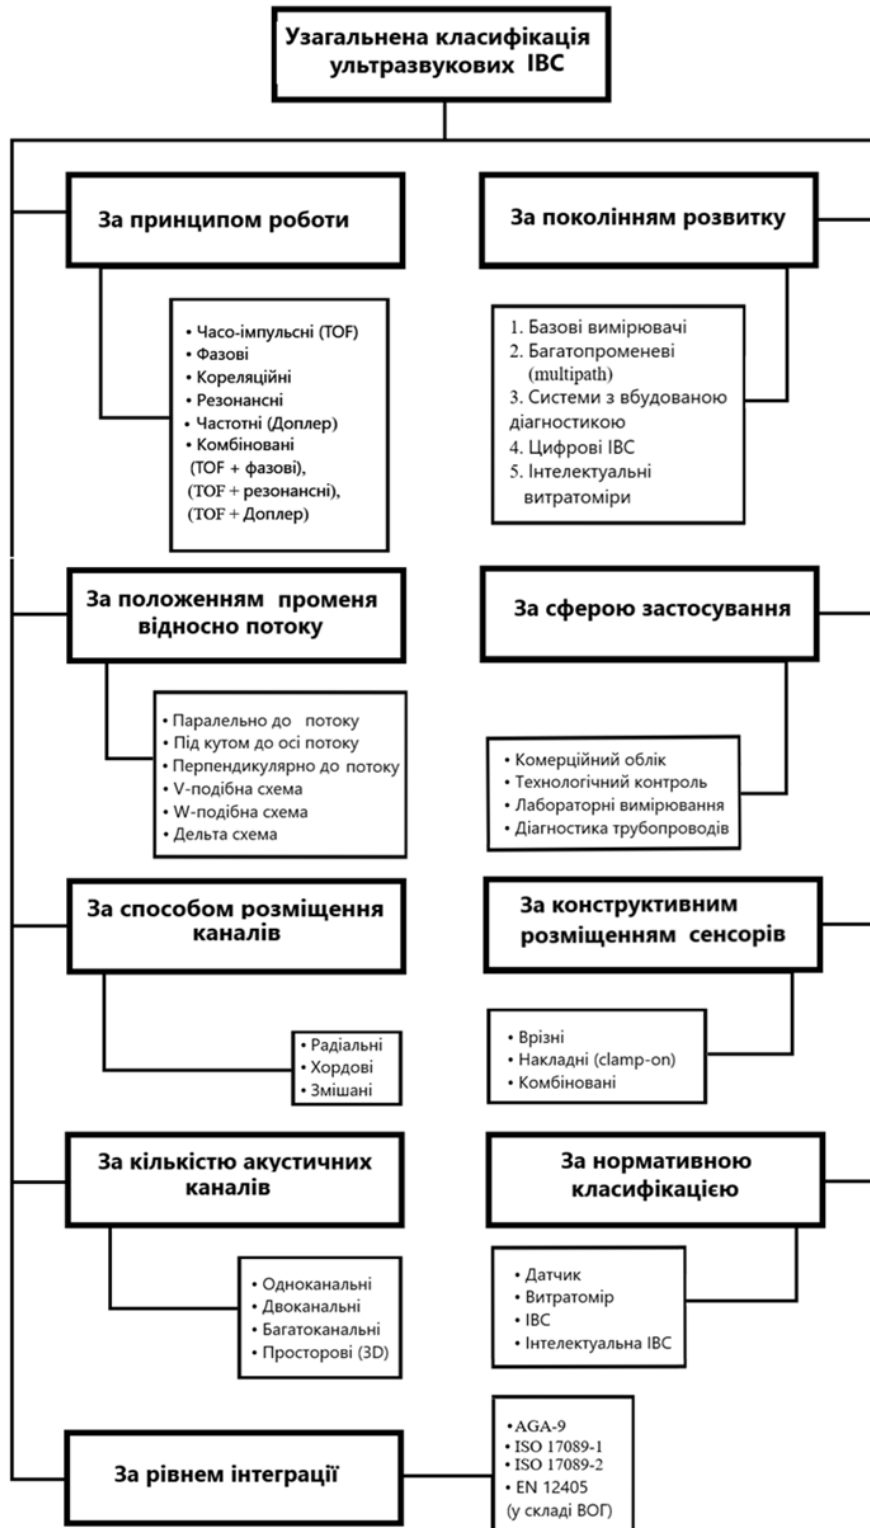 Узагальнена класифікація
ультразвукових ІВС
За принципом роботи
• Часо-імпульсні (TOF)
• Фазові
• Кореляційні
• Резонансні
• Частотні (Доплер)
• Комбіновані
(TOF + фазові),
(TOF + резонансні),
(TOF + Доплер)
За поколінням розвитку
1. Базові вимірювачі
2. Багатопроменеві
(multipath)
3. Системи з вбудованою
діагностикою
4. Цифрові ІВС
5. Інтелектуальні
витратоміри
За положенням променя
відносно потоку
• Паралельно до потоку
• Під кутом до осі потоку
• Перпендикулярно до потоку
• V-подібна схема
• W-подібна схема
• Дельта схема
За сферою застосування
• Комерційний облік
• Технологічний контроль
• Лабораторні вимірювання
• Діагностика трубопроводів
За способом розміщення
каналів
• Радіальні
• Хордові
• Змішані
За конструктивним
розміщенням сенсорів
• Врізні
• Накладні (clamp-on)
• Комбіновані
За кількістю акустичних
каналів
• Одноканальні
• Двоканальні
• Багатоканальні
• Просторові (3D)
За нормативною
класифікацією
• Датчик
• Витратомір
• ІВС
• Інтелектуальна ІВС
За рівнем інтеграції
• AGA-9
• ISO 17089-1
• ISO 17089-2
• EN 12405
(у складі ВОГ)